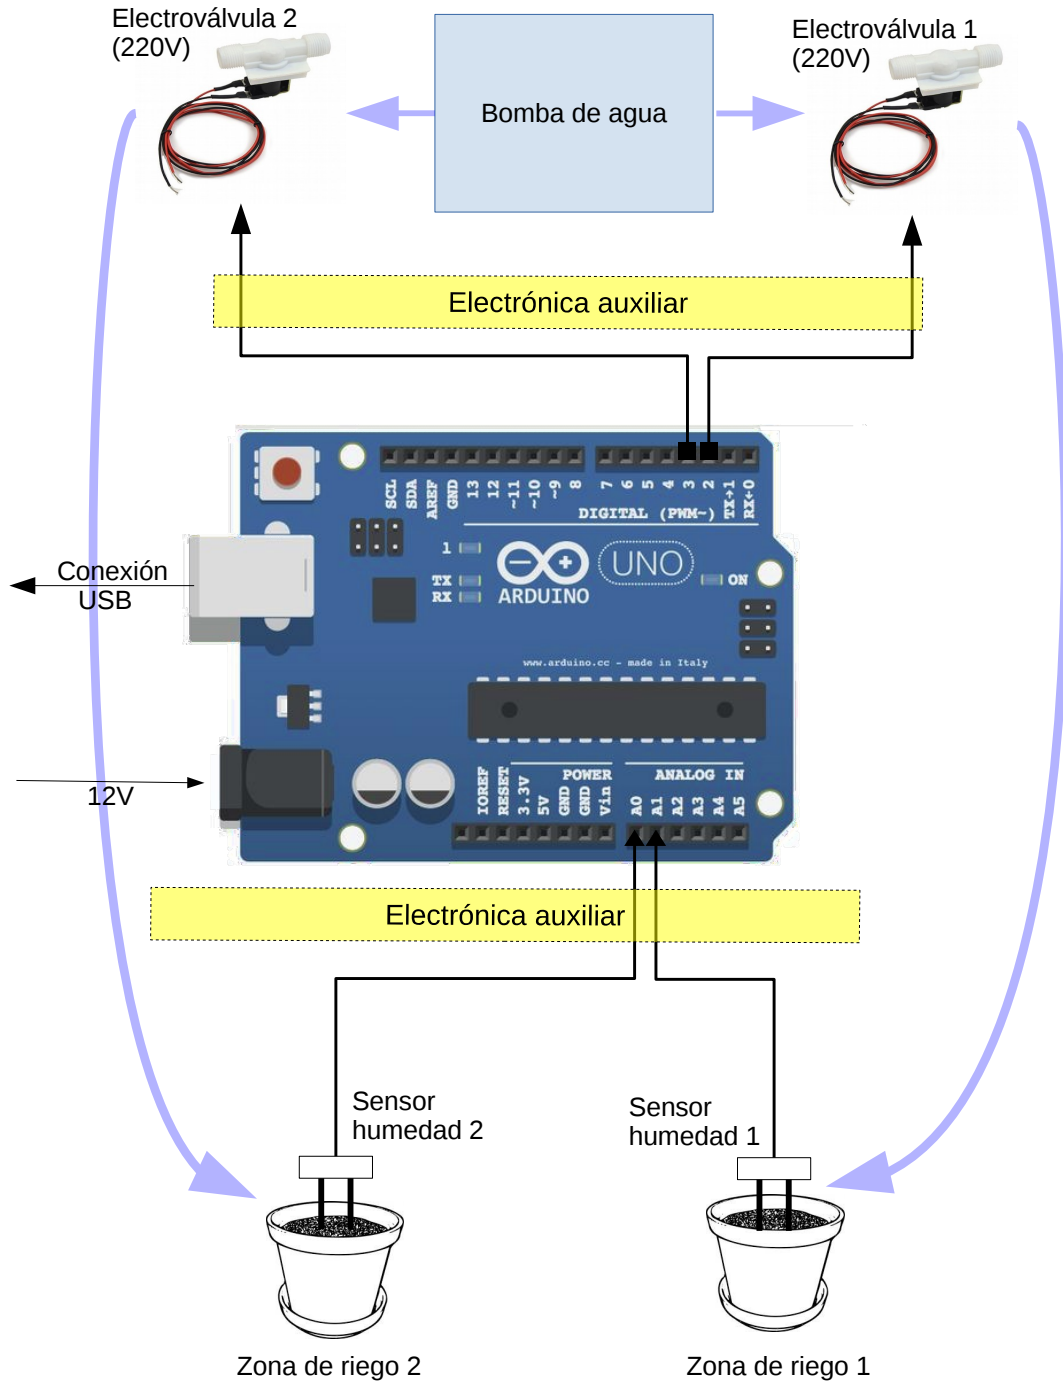 Electroválvula 2
(220V)
Electroválvula 1
(220V)
Bomba de agua
Electrónica auxiliar
SCL
SDA
AREF
GND
13
12
~11
~10
~9
8
7
6
5
4
3
2
TX→1
RX←0
DIGITAL (PWM~)
1
TX
RX
UNO
ARDUINO
ON
Conexión
USB
www.arduino.cc - made in Italy
12V
POWER
ANALOG IN
IOREF
RESET
3.3V
5V
GND
GND
Vin
A0
A1
A2
A3
A4
A5
Electrónica auxiliar
Sensor
humedad 2
Sensor
humedad 1
Zona de riego 2
Zona de riego 1